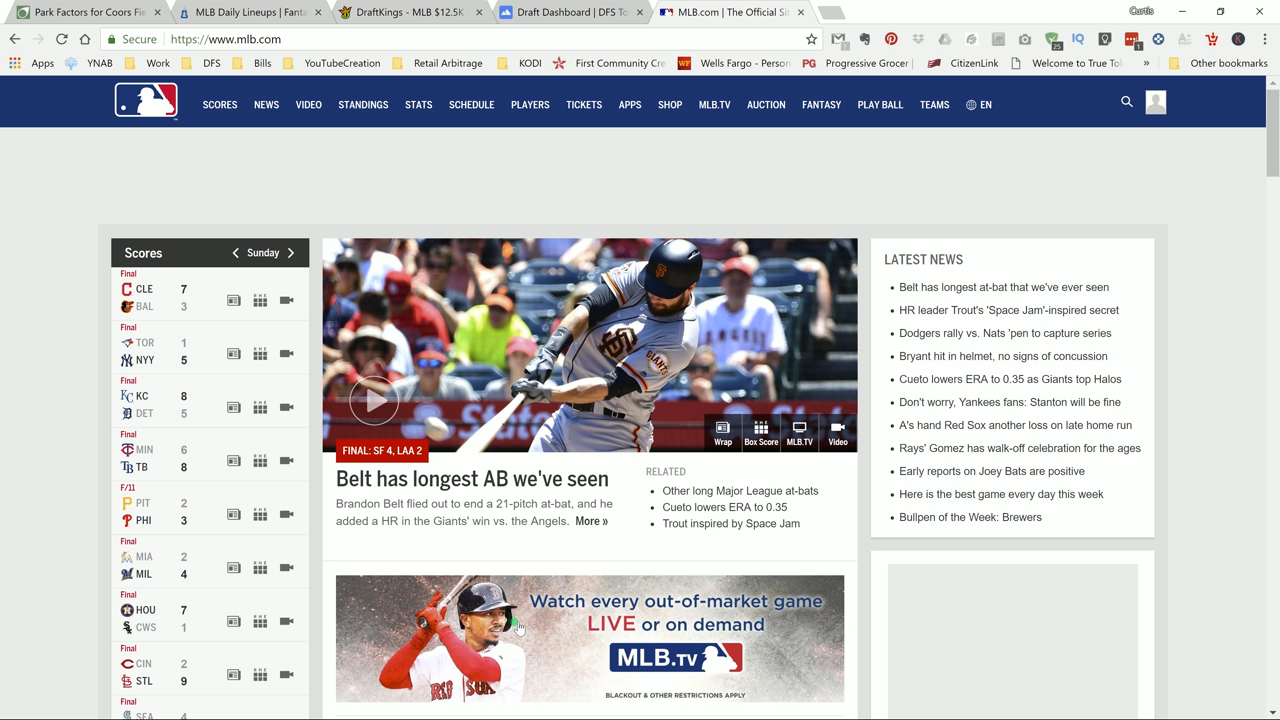 Park Factors for Coors Fie
MLB Daily Lineups | Fanta
DraftKings - MLB $12.5K
Draft Dashboard | DFS To
MLB.com | The Official Si
Curtis
Secure
https://www.mlb.com
25
1
Apps
YNAB
Work
DFS
Bills
YouTubeCreation
Retail Arbitrage
KODI
First Community Cre
Wells Fargo - Person
Progressive Grocer |
CitizenLink
Welcome to True To
»
Other bookmarks
SCORES
NEWS
VIDEO
STANDINGS
STATS
SCHEDULE
PLAYERS
TICKETS
APPS
SHOP
MLB.TV
AUCTION
FANTASY
PLAY BALL
TEAMS
EN
Scores
Sunday
Final
CLE 7
BAL 3
Final
TOR 1
NYY 5
Final
KC 8
DET 5
Final
MIN 6
TB 8
F/11
PIT 2
PHI 3
Final
MIA 2
MIL 4
Final
HOU 7
CWS 1
Final
CIN 2
STL 9
Final
SEA 4
Wrap
Box Score
MLB.TV
Video
FINAL: SF 4, LAA 2
Belt has longest AB we've seen
Brandon Belt flied out to end a 21-pitch at-bat, and he
added a HR in the Giants' win vs. the Angels. More »
RELATED
Other long Major League at-bats
Cueto lowers ERA to 0.35
Trout inspired by Space Jam
Watch every out-of-market game
LIVE or on demand
MLB.TV
BLACKOUT & OTHER RESTRICTIONS APPLY
LATEST NEWS
Belt has longest at-bat that we've ever seen
HR leader Trout's 'Space Jam'-inspired secret
Dodgers rally vs. Nats 'pen to capture series
Bryant hit in helmet, no signs of concussion
Cueto lowers ERA to 0.35 as Giants top Halos
Don't worry, Yankees fans: Stanton will be fine
A's hand Red Sox another loss on late home run
Rays' Gomez has walk-off celebration for the ages
Early reports on Joey Bats are positive
Here is the best game every day this week
Bullpen of the Week: Brewers